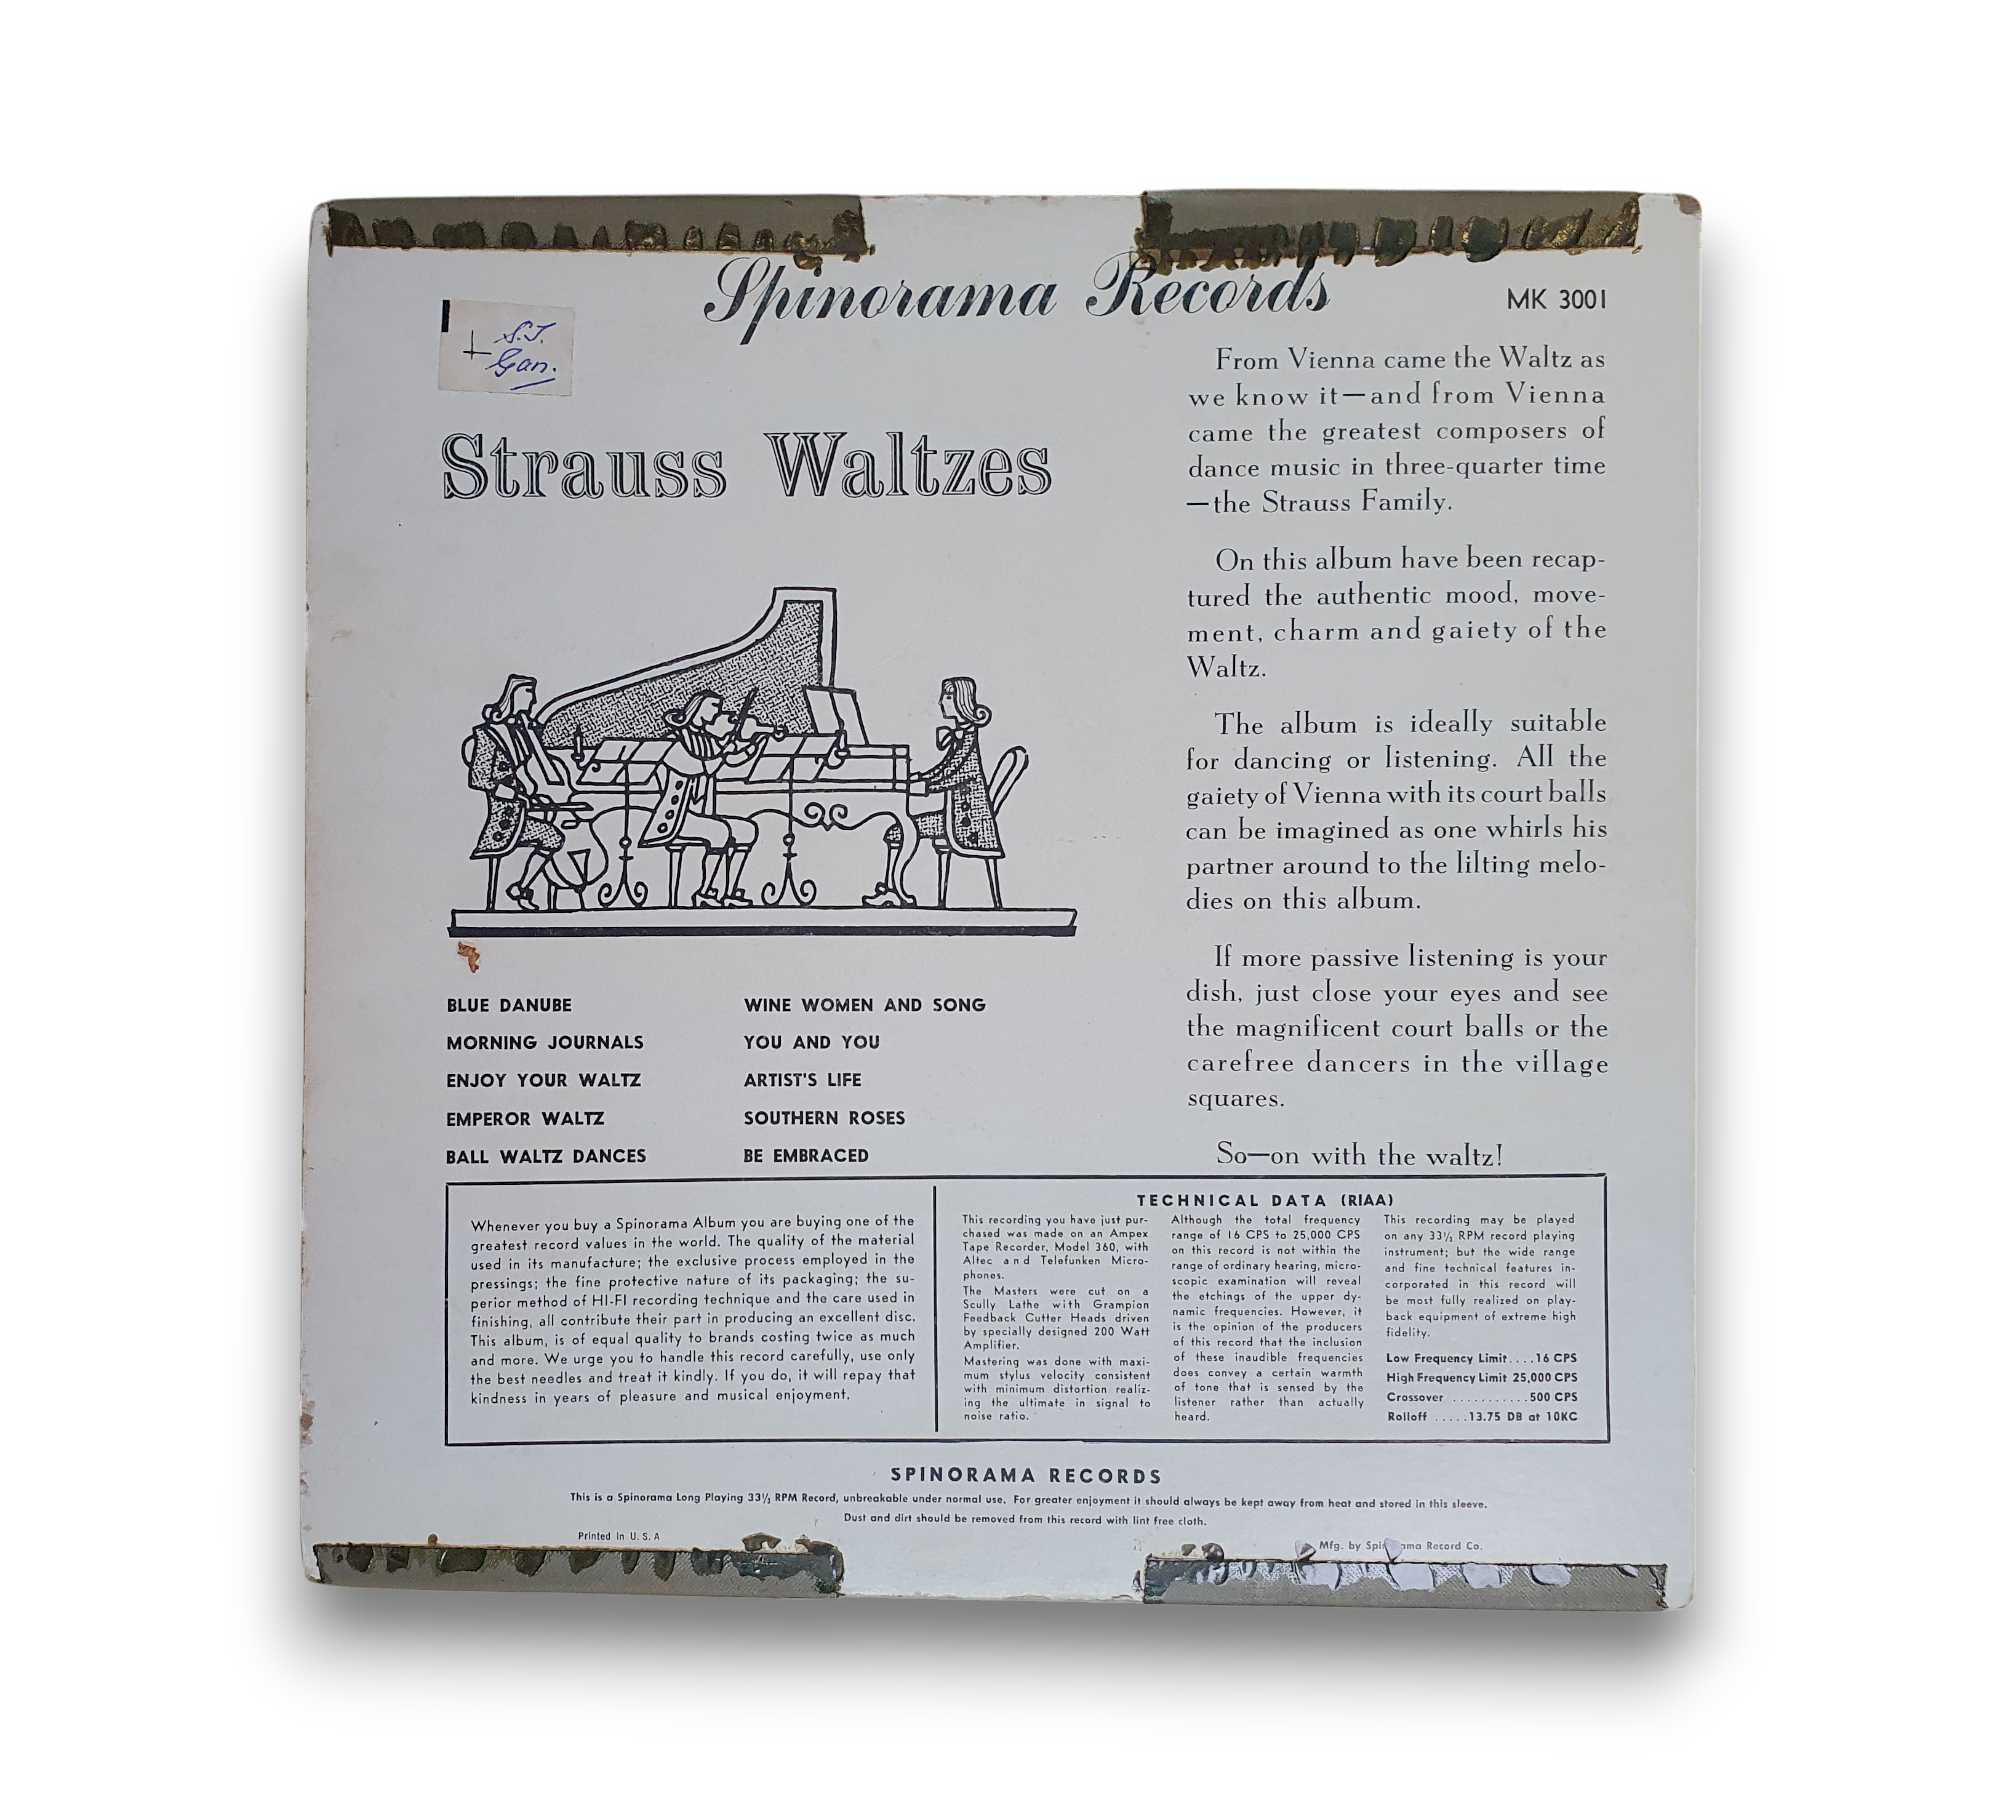 Spinorama Records
MK 3001
S.T.
Gan.
Strauss Waltzes
From Vienna came the Waltz as
we know it—and from Vienna
came the greatest composers of
dance music in three-quarter time
—the Strauss Family.
On this album have been recap-
tured the authentic mood, move-
ment, charm and gaiety of the
Waltz.
The album is ideally suitable
for dancing or listening. All the
gaiety of Vienna with its court balls
can be imagined as one whirls his
partner around to the lilting melo-
dies on this album.
If more passive listening is your
dish, just close your eyes and see
the magnificent court balls or the
carefree dancers in the village
squares.
So—on with the waltz!
BLUE DANUBE
MORNING JOURNALS
ENJOY YOUR WALTZ
EMPEROR WALTZ
BALL WALTZ DANCES
WINE WOMEN AND SONG
YOU AND YOU
ARTIST'S LIFE
SOUTHERN ROSES
BE EMBRACED
Whenever you buy a Spinorama Album you are buying one of the
greatest record values in the world. The quality of the material
used in its manufacture; the exclusive process employed in the
pressings; the fine protective nature of its packaging; the su-
perior method of HI-FI recording technique and the care used in
finishing, all contribute their part in producing an excellent disc.
This album, is of equal quality to brands costing twice as much
and more. We urge you to handle this record carefully, use only
the best needles and treat it kindly. If you do, it will repay that
kindness in years of pleasure and musical enjoyment.
TECHNICAL DATA (RIAA)
This recording you have just pur-
chased was made on an Ampex
Tape Recorder, Model 360, with
Altec and Telefunken Micro-
phones.
The Masters were cut on a
Scully Lathe with Grampion
Feedback Cutter Heads driven
by specially designed 200 Watt
Amplifier.
Mastering was done with maxi-
mum stylus velocity consistent
with minimum distortion realiz-
ing the ultimate in signal to
noise ratio.
Although the total frequency
range of 16 CPS to 25,000 CPS
on this record is not within the
range of ordinary hearing, micro-
scopic examination will reveal
the etchings of the upper dy-
namic frequencies. However, it
is the opinion of the producers
of this record that the inclusion
of these inaudible frequencies
does convey a certain warmth
of tone that is sensed by the
listener rather than actually
heard.
This recording may be played
on any 33⅓ RPM record playing
instrument; but the wide range
and fine technical features in-
corporated in this record will
be most fully realized on play-
back equipment of extreme high
fidelity.
Low Frequency Limit....16 CPS
High Frequency Limit 25,000 CPS
Crossover ...........500 CPS
Rolloff .....13.75 DB at 10KC
SPINORAMA RECORDS
This is a Spinorama Long Playing 33⅓ RPM Record, unbreakable under normal use. For greater enjoyment it should always be kept away from heat and stored in this sleeve.
Dust and dirt should be removed from this record with lint free cloth.
Printed in U. S. A
Mfg. by Spinorama Record Co.